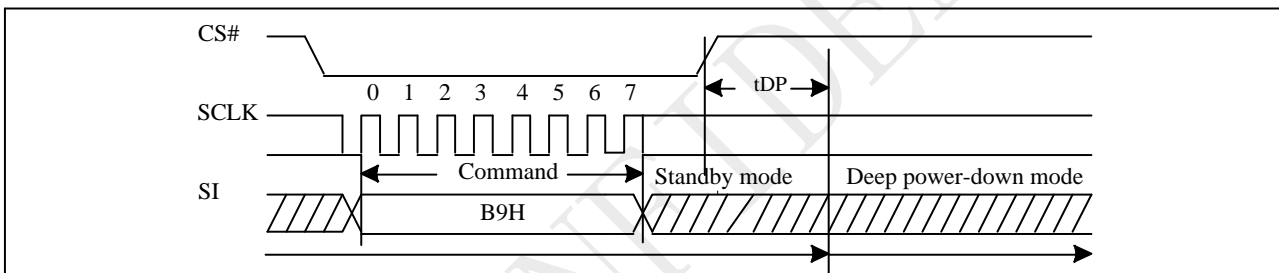 CS#
tDP
0 1 2 3 4 5 6 7
SCLK
Command
Standby mode
Deep power-down mode
SI
B9H